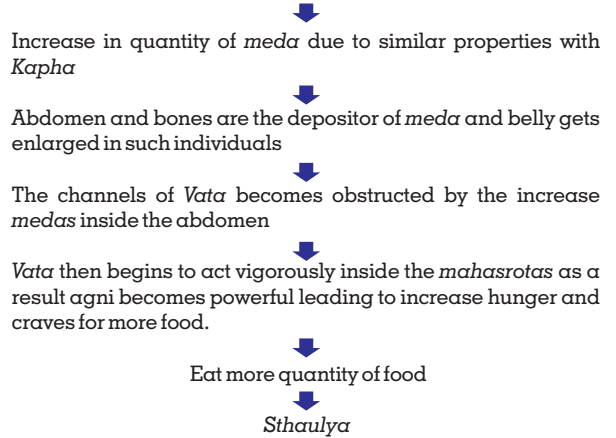 Increase in quantity of meda due to similar properties with
Kapha
Abdomen and bones are the depositor of meda and belly gets
enlarged in such individuals
The channels of Vata becomes obstructed by the increase
medas inside the abdomen
Vata then begins to act vigorously inside the mahasrotas as a
result agni becomes powerful leading to increase hunger and
craves for more food.
Eat more quantity of food
Sthaulya